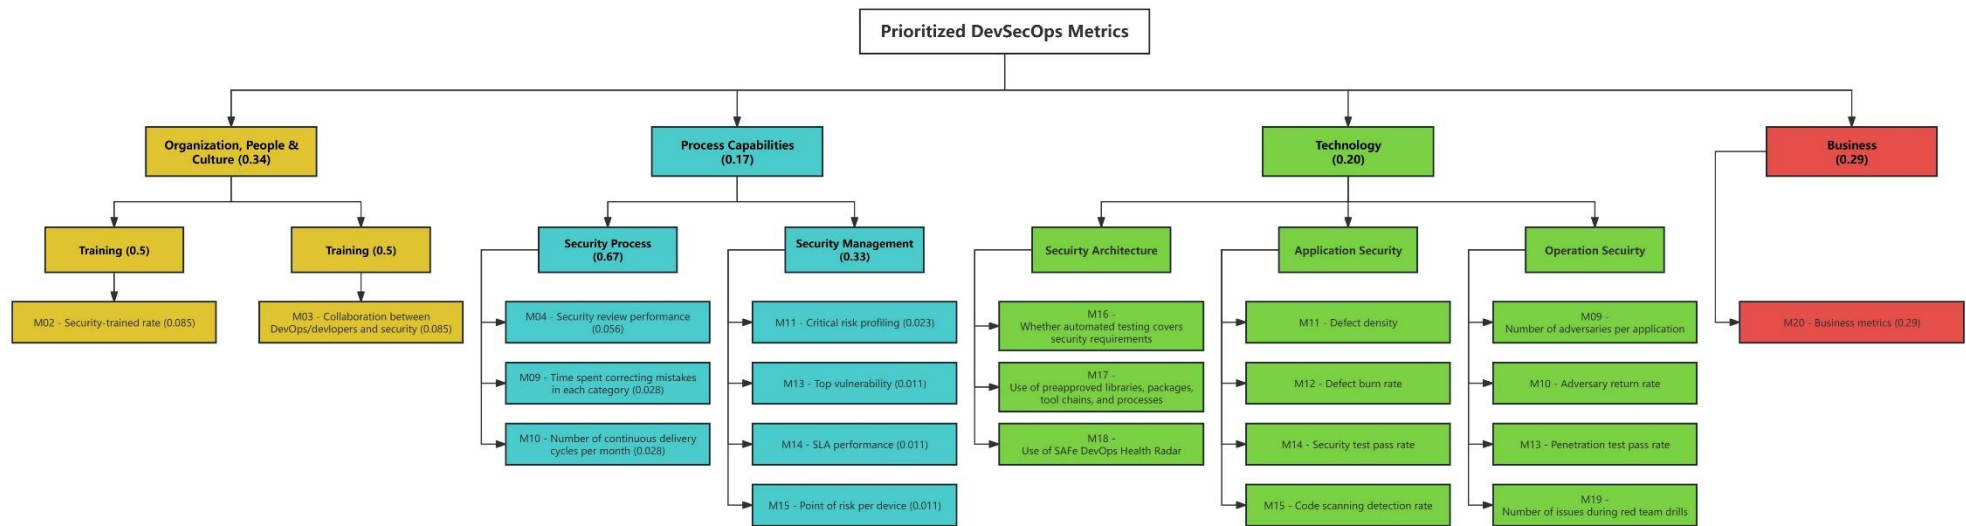 Prioritized DevSecOps Metrics
Organization, People &
Culture (0.34)
Process Capabilities
(0.17)
Technology
(0.20)
Business
(0.29)
Training (0.5)
Training (0.5)
Security Process
(0.67)
Security Management
(0.33)
Secuirty Architecture
Application Security
Operation Secuirty
M02 - Security-trained rate (0.085)
M03 - Collaboration between
DevOps/devlopers and security (0.085)
M04 - Security review performance
(0.056)
M09 - Time spent correcting mistakes
in each category (0.028)
M10 - Number of continuous delivery
cycles per month (0.028)
M11 - Critical risk profiling (0.023)
M13 - Top vulnerability (0.011)
M14 - SLA performance (0.011)
M15 - Point of risk per device (0.011)
M16 -
Whether automated testing covers
security requirements
M17 -
Use of preapproved libraries, packages,
tool chains, and processes
M18 -
Use of SAFe DevOps Health Radar
M11 - Defect density
M12 - Defect burn rate
M14 - Security test pass rate
M15 - Code scanning detection rate
M09 -
Number of adversaries per application
M10 - Adversary return rate
M13 - Penetration test pass rate
M19 -
Number of issues during red team drills
M20 - Business metrics (0.29)